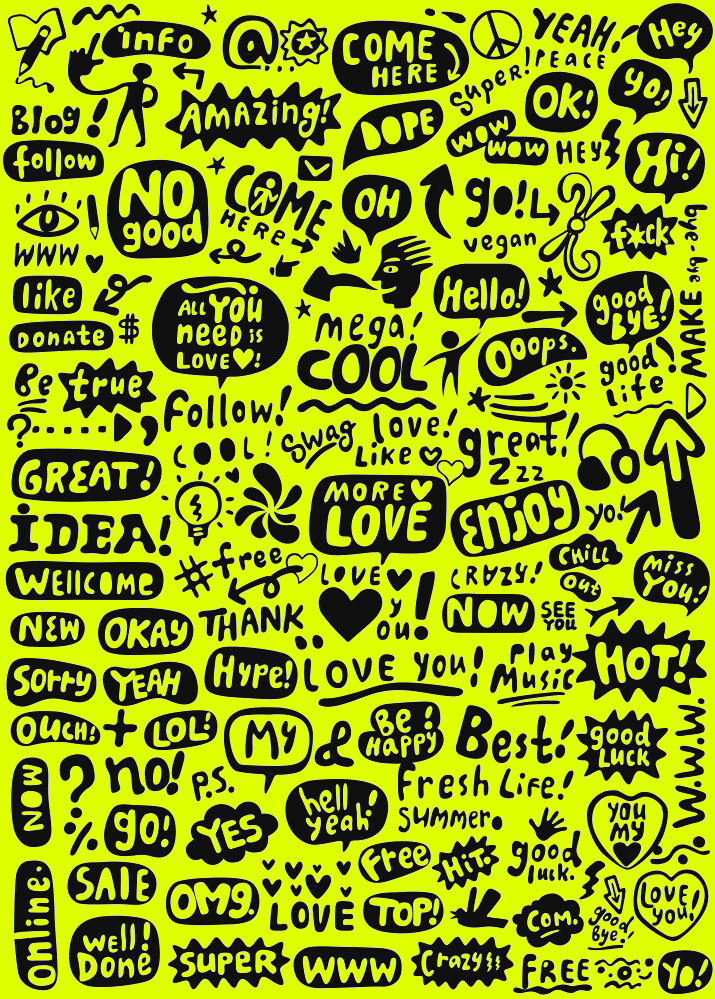 info
@
COME
HERE
YEAH!
PEACE
Hey
Super!
OK!
yo!
Blog!
AMAZING!
DOPE
WOW
WOW
HEY
Hi!
follow
NO
good
COME
HERE
OH
go!
vegan
f*ck
bye-bye
WWW
like
ALL YOU
need is
LOVE!
Hello!
good
BYE!
MAKE
donate $
mega!
COOL
Ooops.
good
Life
Be
true
Follow!
?
COOL!
Swag
love!
Like
great!
Zzz
GREAT!
MORE
LOVE
enjoy
yo!
IDEA!
#free
CHILL
out
MISS
You!
Wellcome
LOVE
y
ou!
CRAZY!
NOW
SEE
YOU
NEW
OKAY
THANK
Sorry
YEAH
Hype!
LOVE you!
Play
Music
HOT!
OUCH!
+
LOL!
My
&
Be!
HAPPY
Best!
good
LUCK
NOW
?
no!
P.S.
Fresh Life!
W.W.W.
%
go!
YES
hell
yeah!
Summer.
you
MY
Free
Hit.
good
luck.
Online.
SALE
OMG.
LOVE
TOP!
Com.
good
bye!
LOVE
you!
Well!
Done
SUPER
WWW
Crazy
FREE
Yo!